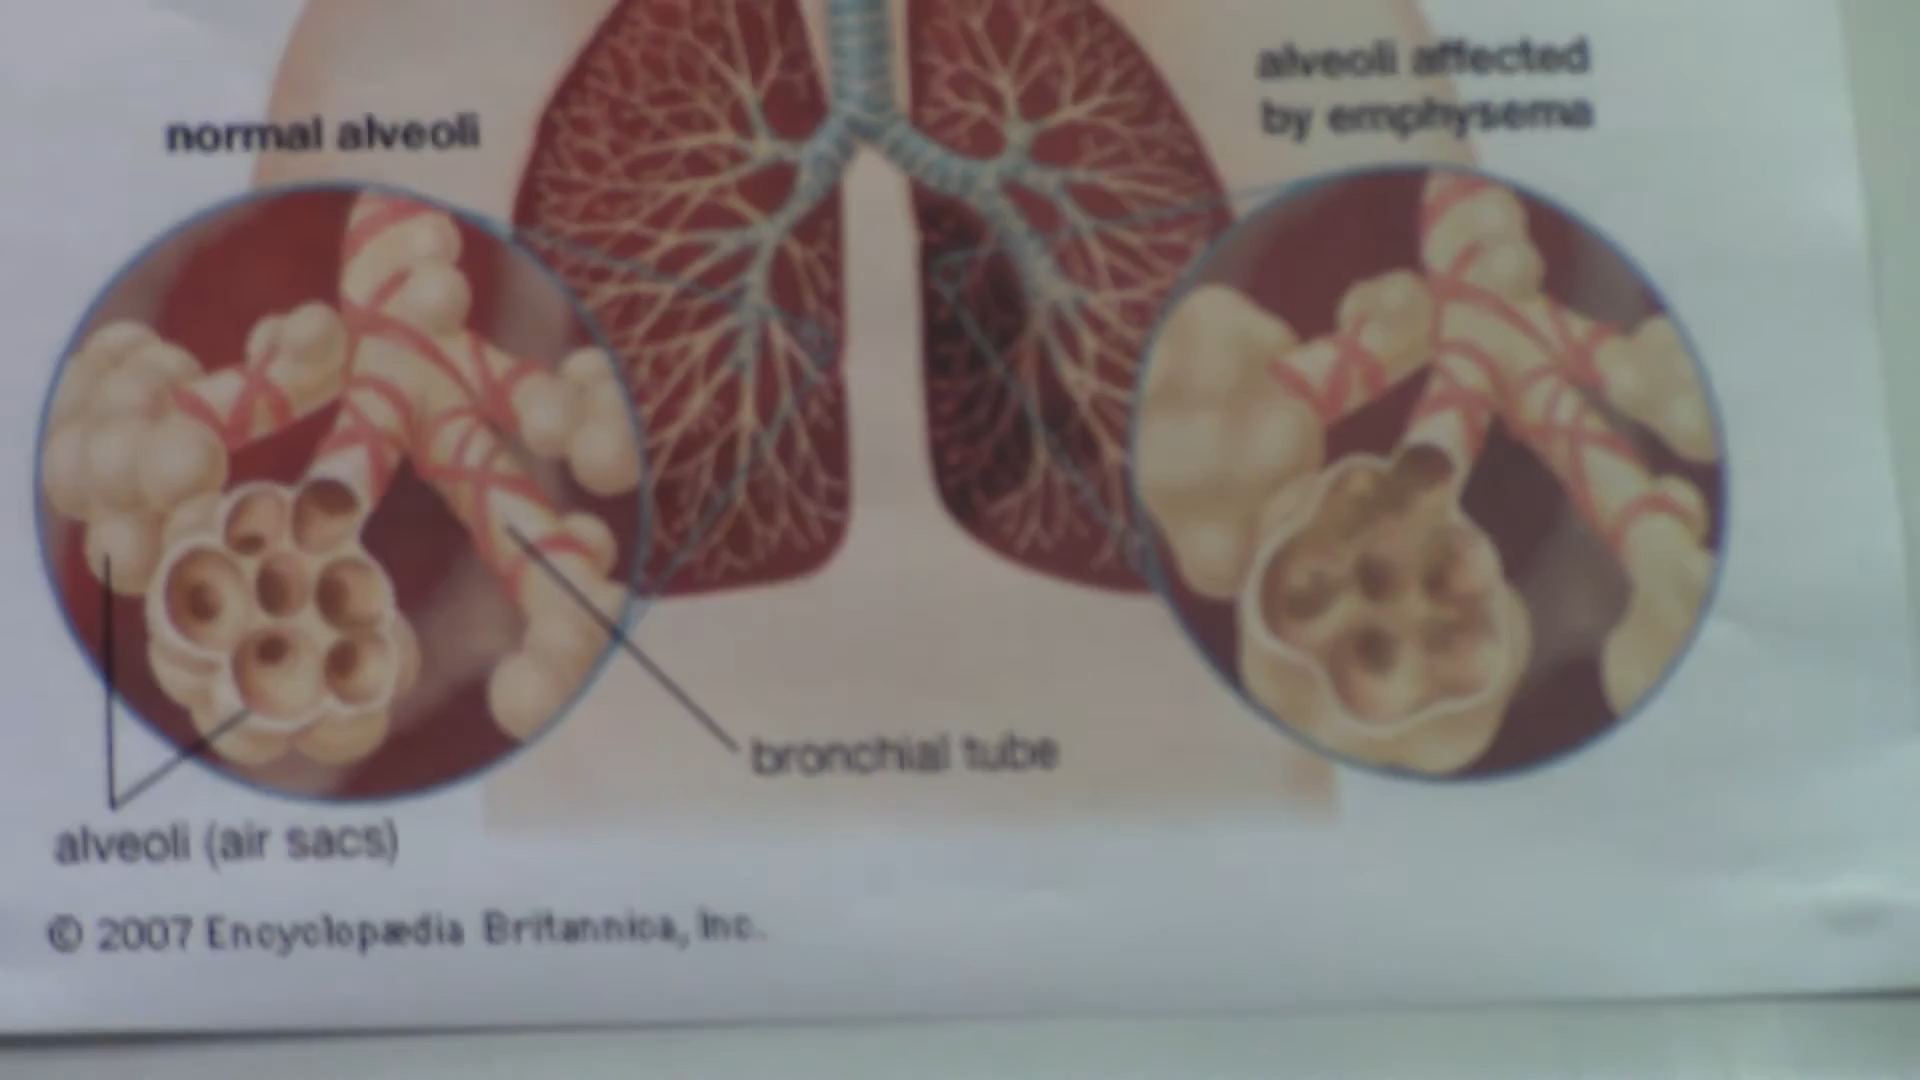 alveoli affected
by emphysema
normal alveoli
bronchial tube
alveoli (air sacs)
© 2007 Encyclopædia Britannica, Inc.